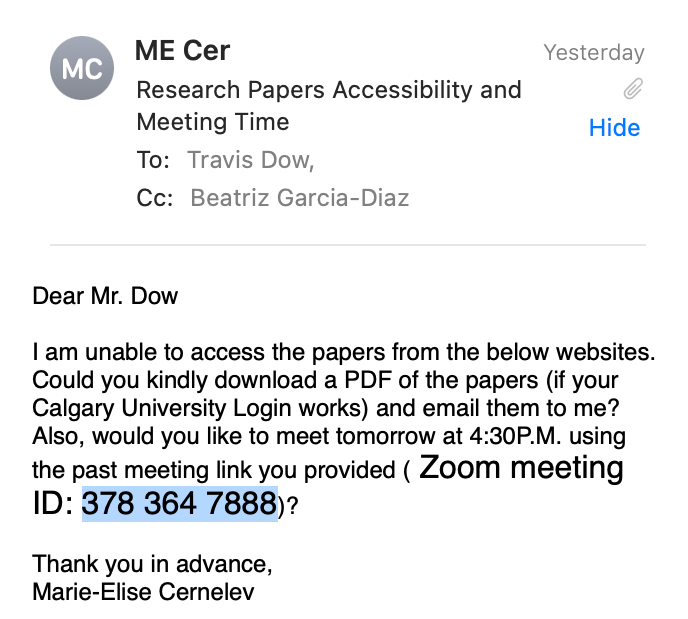 MC
ME Cer
Yesterday
Research Papers Accessibility and
Meeting Time
Hide
To: Travis Dow,
Cc: Beatriz Garcia-Diaz
Dear Mr. Dow
I am unable to access the papers from the below websites.
Could you kindly download a PDF of the papers (if your
Calgary University Login works) and email them to me?
Also, would you like to meet tomorrow at 4:30P.M. using
the past meeting link you provided ( Zoom meeting
ID: 378 364 7888)?
Thank you in advance,
Marie-Elise Cernelev